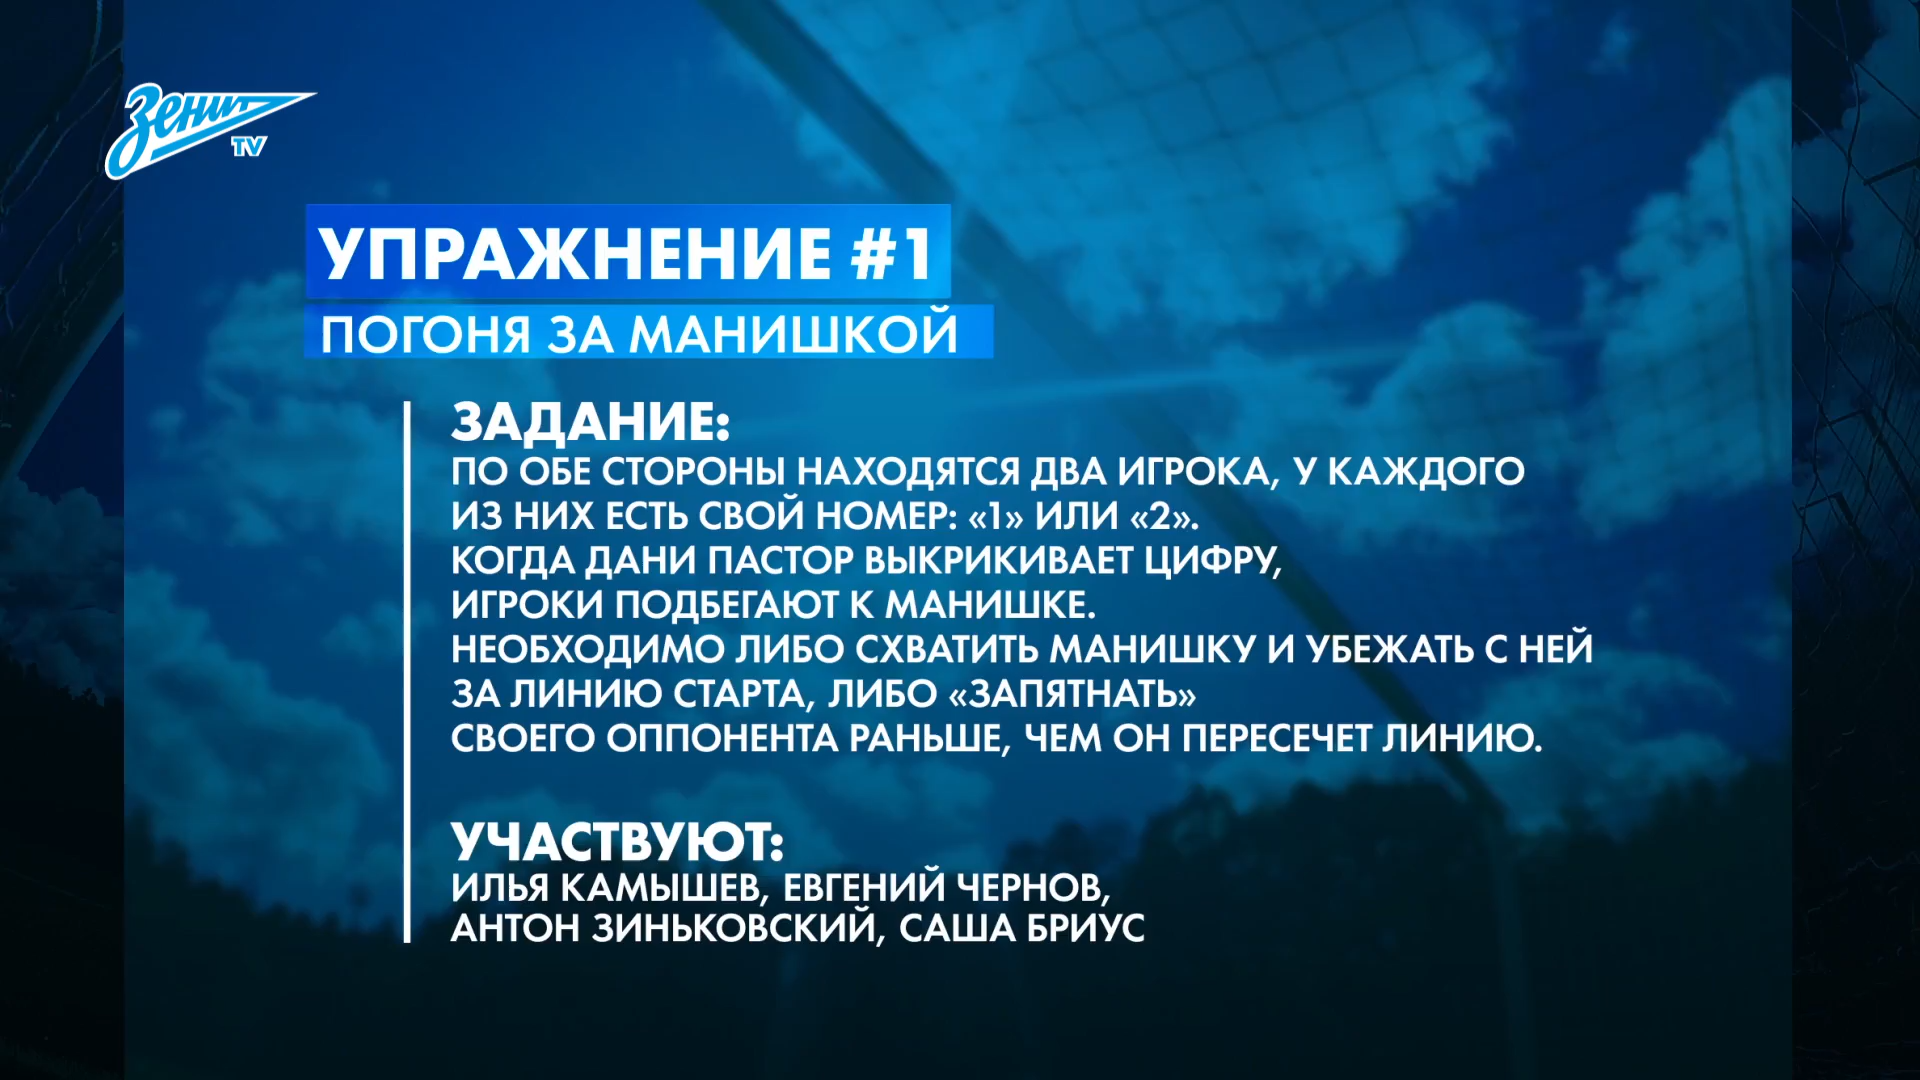 Зенит
TV
УПРАЖНЕНИЕ #1
ПОГОНЯ ЗА МАНИШКОЙ
ЗАДАНИЕ:
ПО ОБЕ СТОРОНЫ НАХОДЯТСЯ ДВА ИГРОКА, У КАЖДОГО
ИЗ НИХ ЕСТЬ СВОЙ НОМЕР: «1» ИЛИ «2».
КОГДА ДАНИ ПАСТОР ВЫКРИКИВАЕТ ЦИФРУ,
ИГРОКИ ПОДБЕГАЮТ К МАНИШКЕ.
НЕОБХОДИМО ЛИБО СХВАТИТЬ МАНИШКУ И УБЕЖАТЬ С НЕЙ
ЗА ЛИНИЮ СТАРТА, ЛИБО «ЗАПЯТНАТЬ»
СВОЕГО ОППОНЕНТА РАНЬШЕ, ЧЕМ ОН ПЕРЕСЕЧЕТ ЛИНИЮ.
УЧАСТВУЮТ:
ИЛЬЯ КАМЫШЕВ, ЕВГЕНИЙ ЧЕРНОВ,
АНТОН ЗИНЬКОВСКИЙ, САША БРИУС